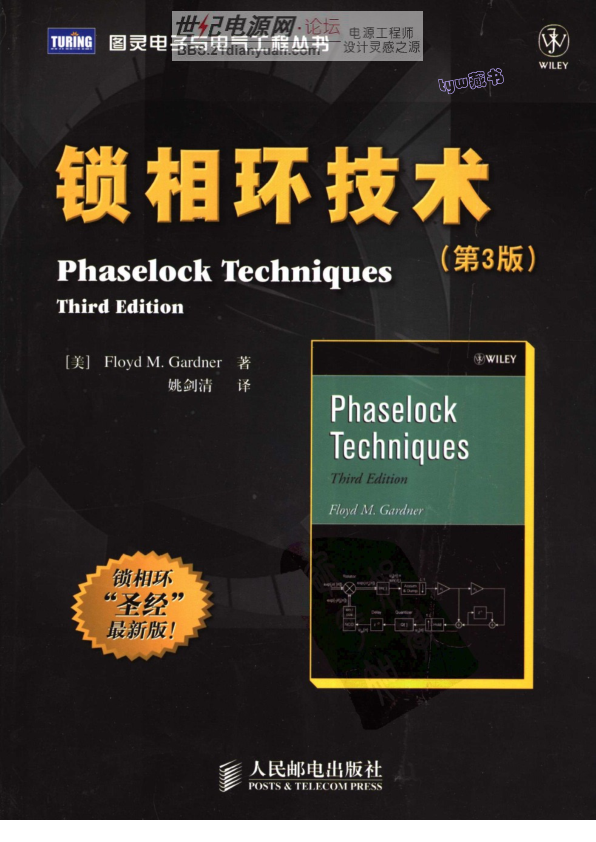 世纪电源网·论坛
BBS.21dianyuan.com
电源工程师
设计灵感之源
TURING
图灵电子与电气工程丛书
WILEY
tyw藏书
锁相环技术
(第3版)
Phaselock Techniques
Third Edition
[美] Floyd M. Gardner 著
姚剑清 译
WILEY
Phaselock
Techniques
Third Edition
Floyd M. Gardner
锁相环
“圣经”
最新版!
人民邮电出版社
POSTS & TELECOM PRESS